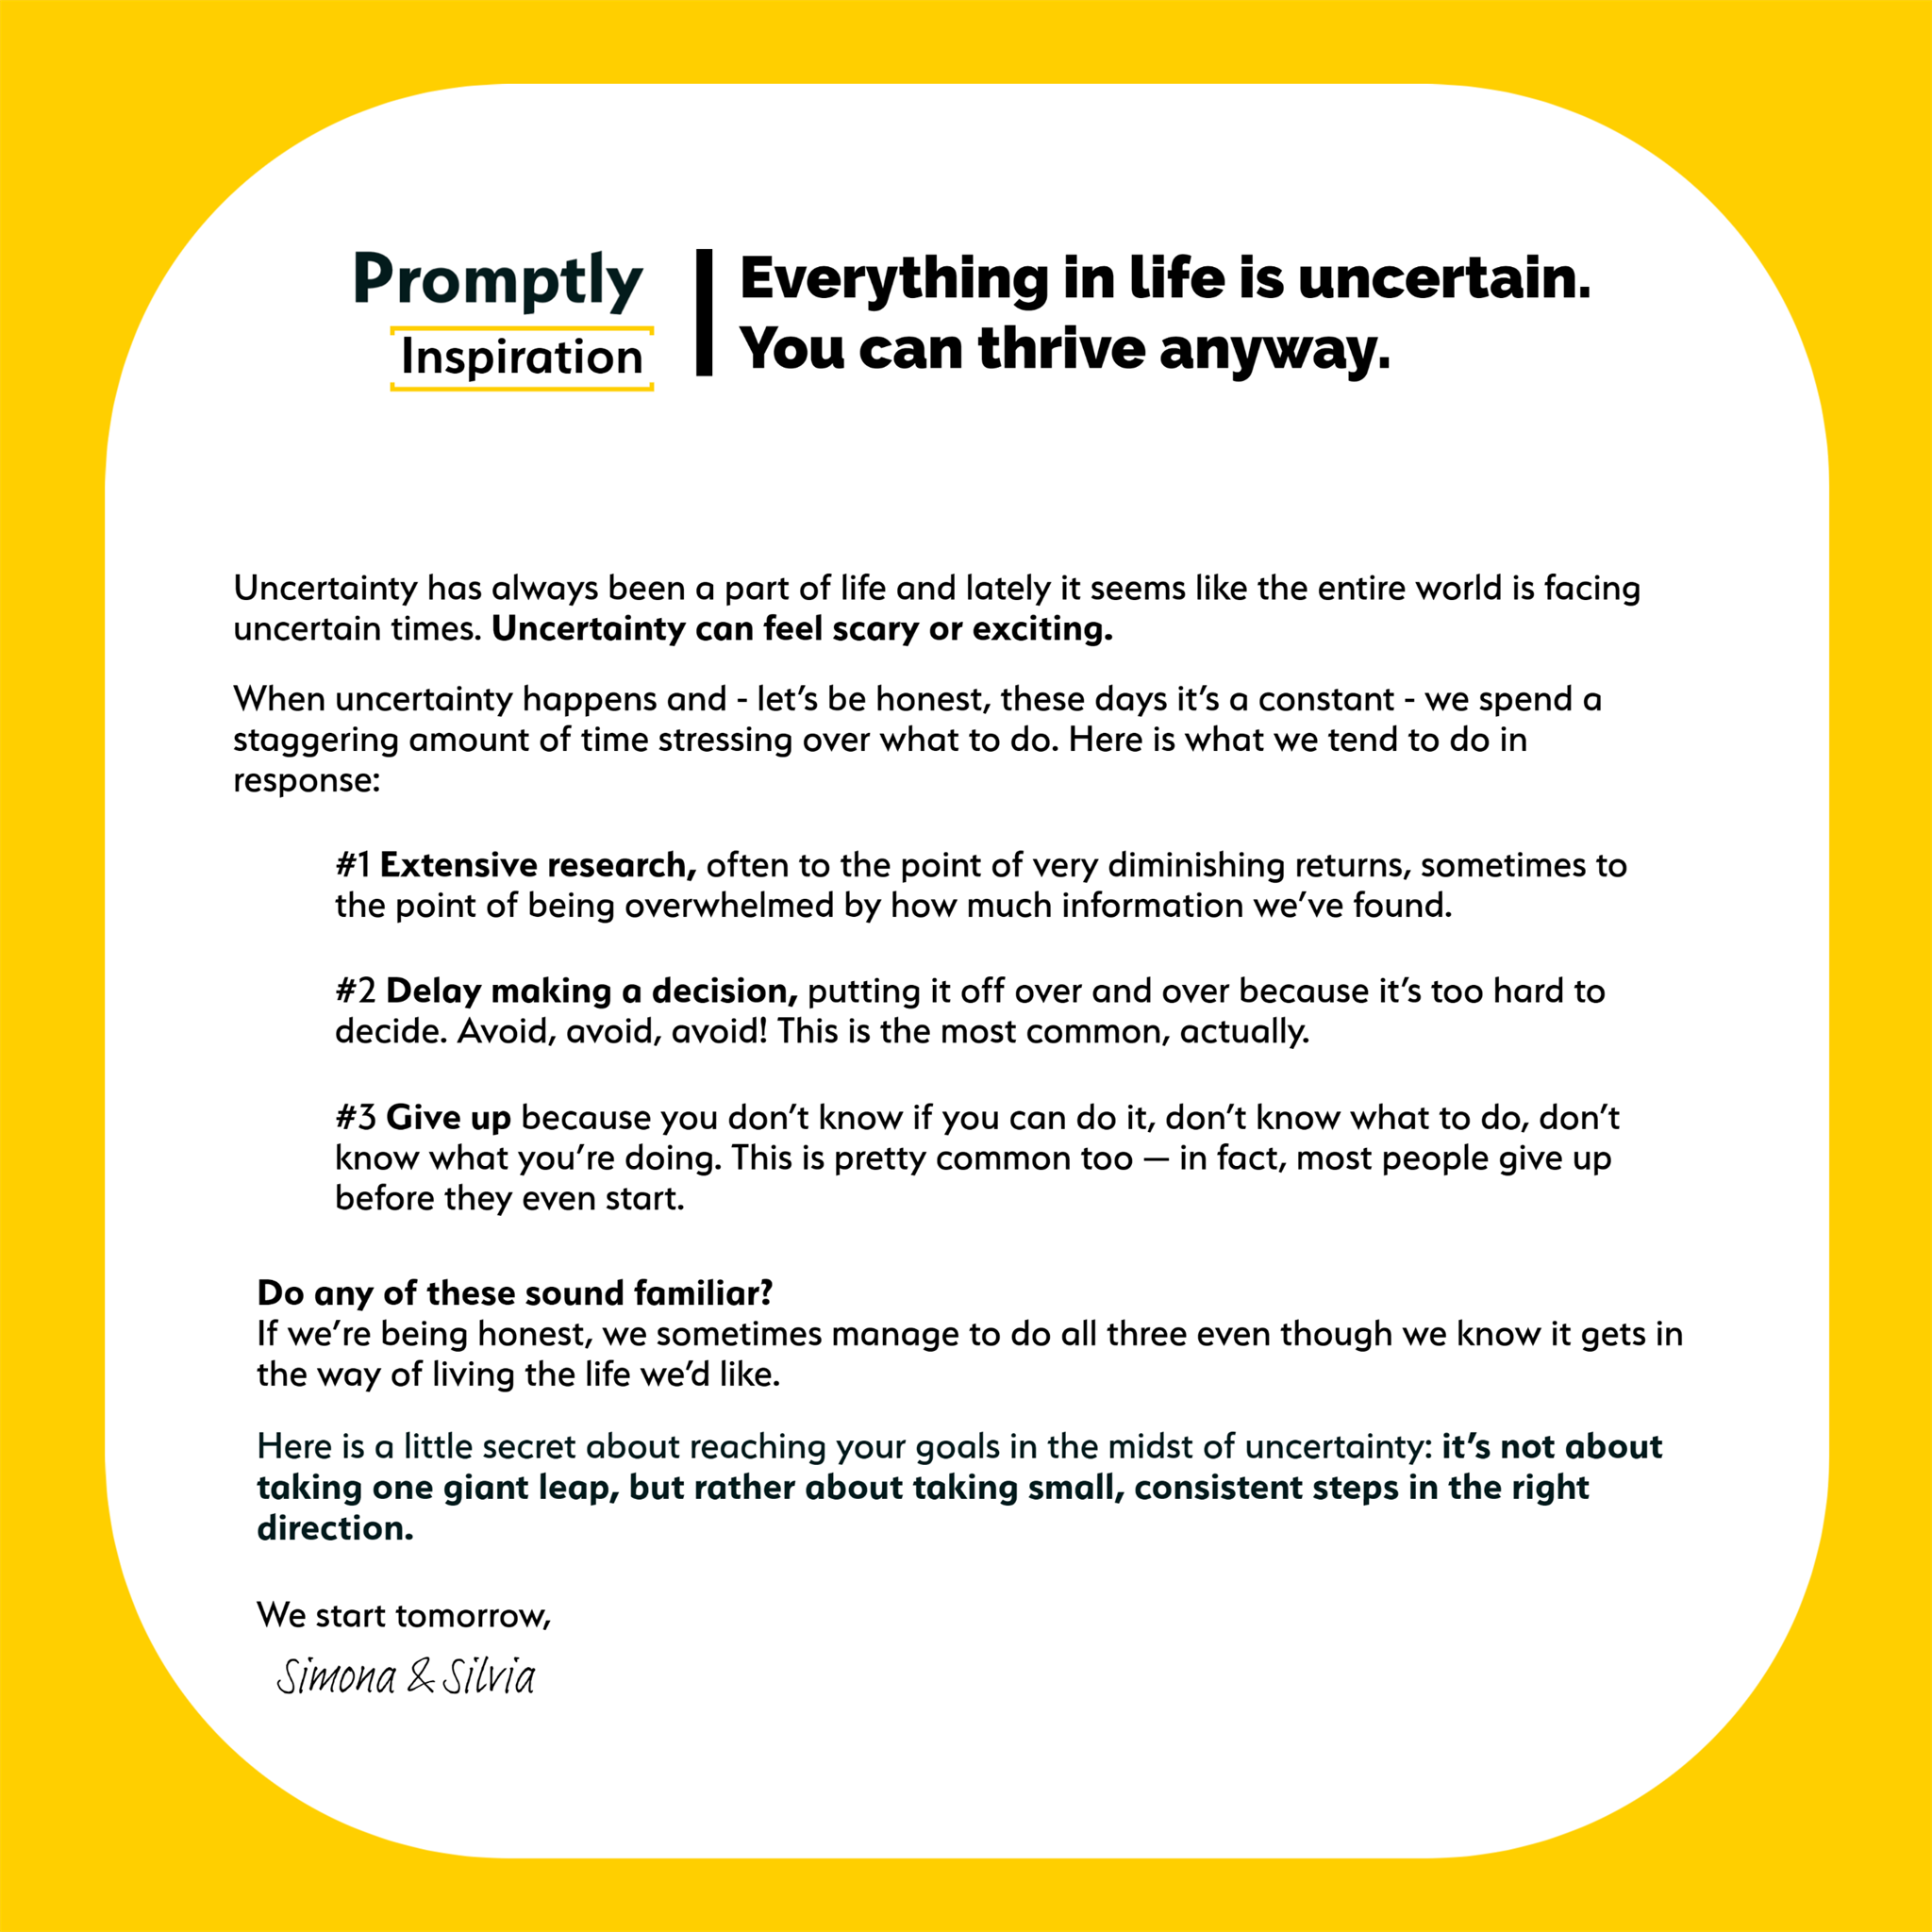 Promptly
Inspiration
Everything in life is uncertain.
You can thrive anyway.
Uncertainty has always been a part of life and lately it seems like the entire world is facing
uncertain times. Uncertainty can feel scary or exciting.
When uncertainty happens and - let’s be honest, these days it’s a constant - we spend a
staggering amount of time stressing over what to do. Here is what we tend to do in
response:
#1 Extensive research, often to the point of very diminishing returns, sometimes to
the point of being overwhelmed by how much information we’ve found.
#2 Delay making a decision, putting it off over and over because it’s too hard to
decide. Avoid, avoid, avoid! This is the most common, actually.
#3 Give up because you don’t know if you can do it, don’t know what to do, don’t
know what you’re doing. This is pretty common too — in fact, most people give up
before they even start.
Do any of these sound familiar?
If we’re being honest, we sometimes manage to do all three even though we know it gets in
the way of living the life we’d like.
Here is a little secret about reaching your goals in the midst of uncertainty: it’s not about
taking one giant leap, but rather about taking small, consistent steps in the right
direction.
We start tomorrow,
Simona & Silvia